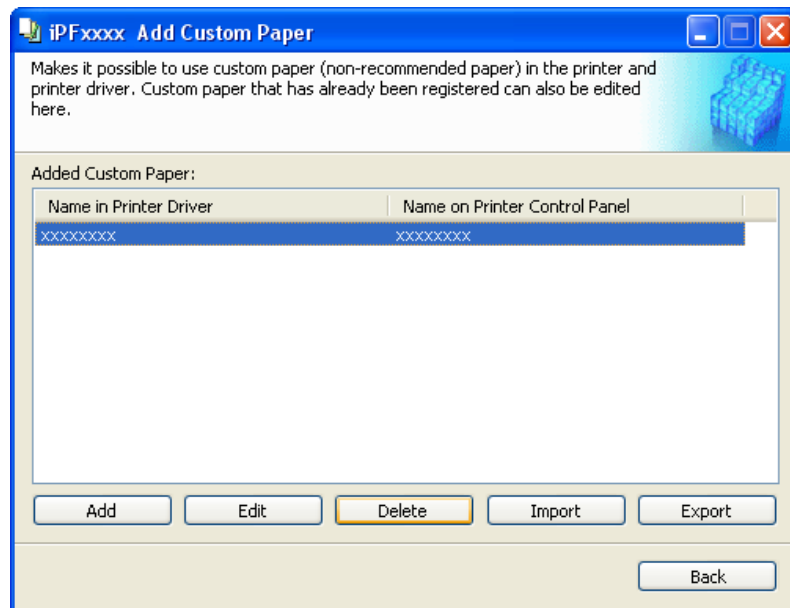 iPFxxxx Add Custom Paper
Makes it possible to use custom paper (non-recommended paper) in the printer and
printer driver. Custom paper that has already been registered can also be edited
here.
Added Custom Paper:
Name in Printer Driver Name on Printer Control Panel
xxxxxxxx xxxxxxxx
Add Edit Delete Import Export
Back